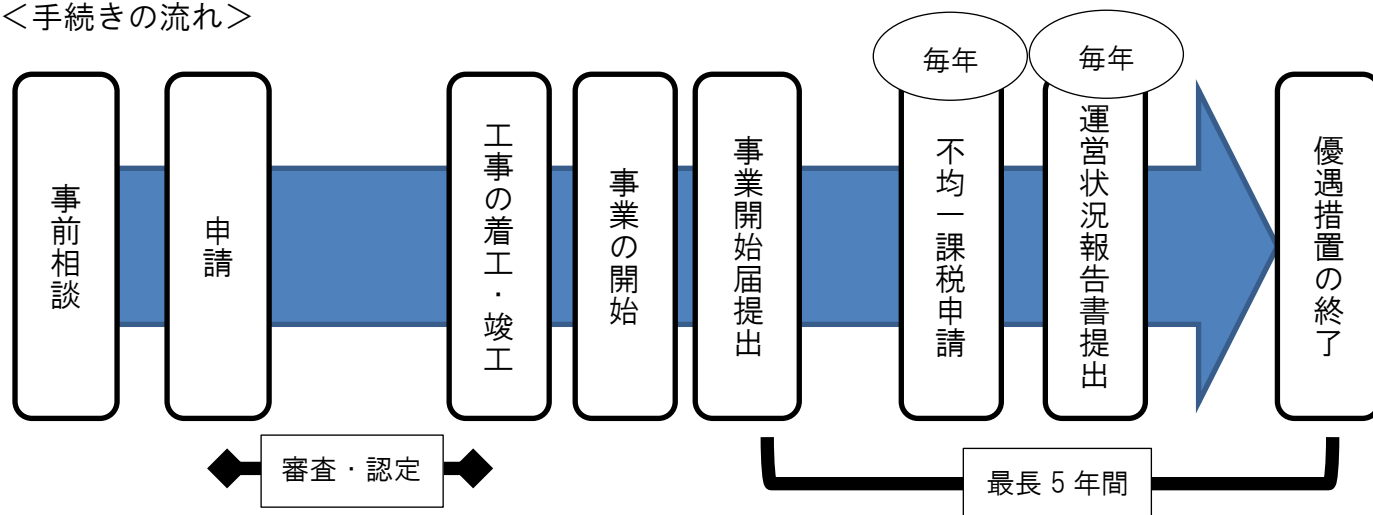 ＜手続きの流れ＞
事前相談
申請
工事の着工・竣工
事業の開始
事業開始届提出
毎年
不均一課税申請
毎年
運営状況報告書提出
優遇措置の終了
審査・認定
最長５年間